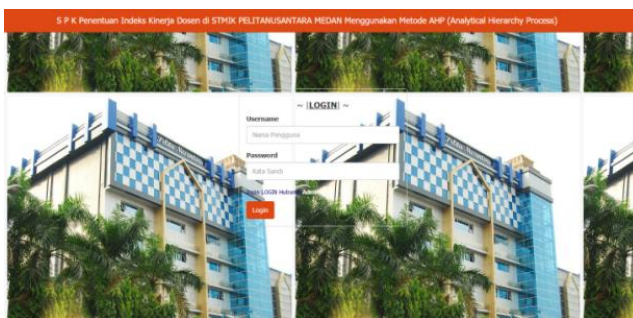 S P K Penentuan Indeks Kinerja Dosen di STMIK PELITANUSANTARA MEDAN Menggunakan Metode AHP (Analytical Hierarchy Process)
~ |LOGIN| ~
Username
Nama Pengguna
Password
Kata Sandi
LOGIN
Login